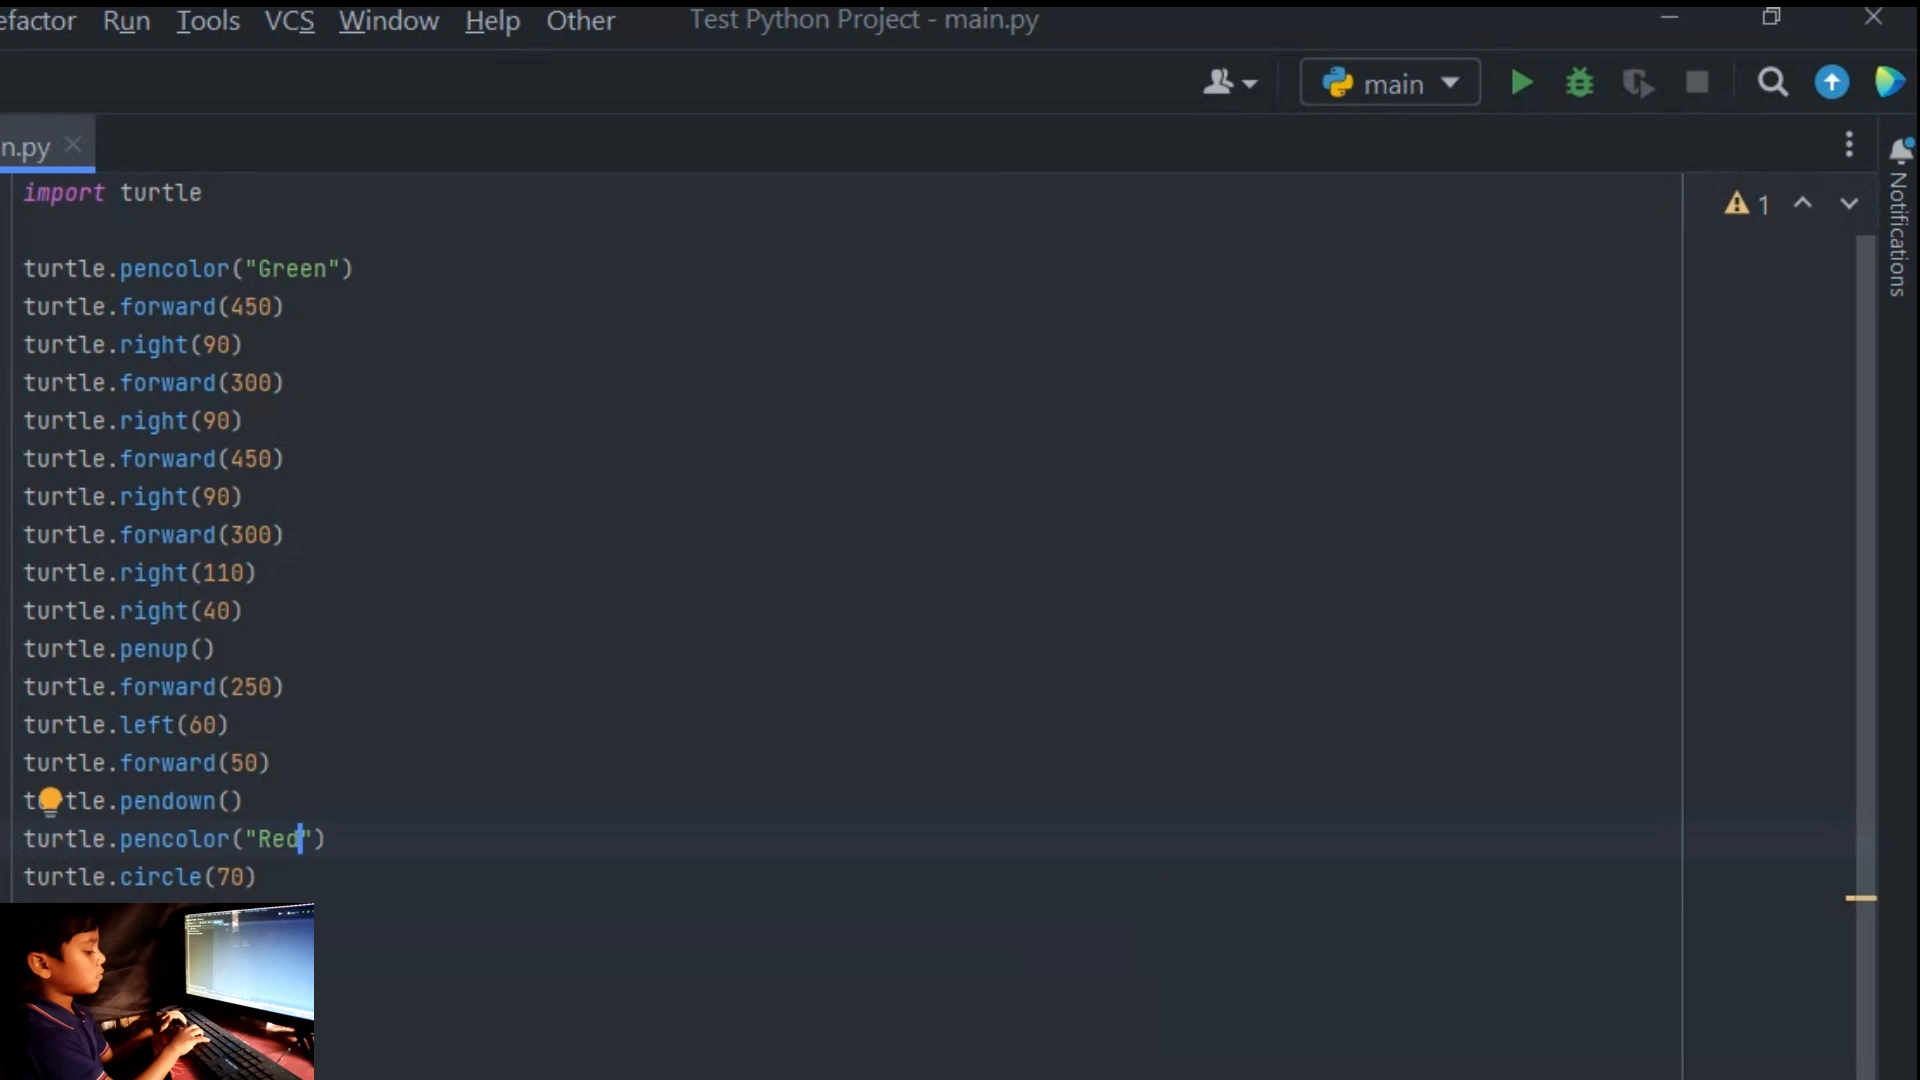 efactor Run Tools VCS Window Help Other Test Python Project - main.py
main
n.py
import turtle
turtle.pencolor("Green")
turtle.forward(450)
turtle.right(90)
turtle.forward(300)
turtle.right(90)
turtle.forward(450)
turtle.right(90)
turtle.forward(300)
turtle.right(110)
turtle.right(40)
turtle.penup()
turtle.forward(250)
turtle.left(60)
turtle.forward(50)
t tle.pendown()
turtle.pencolor("Red")
turtle.circle(70)
1
Notifications